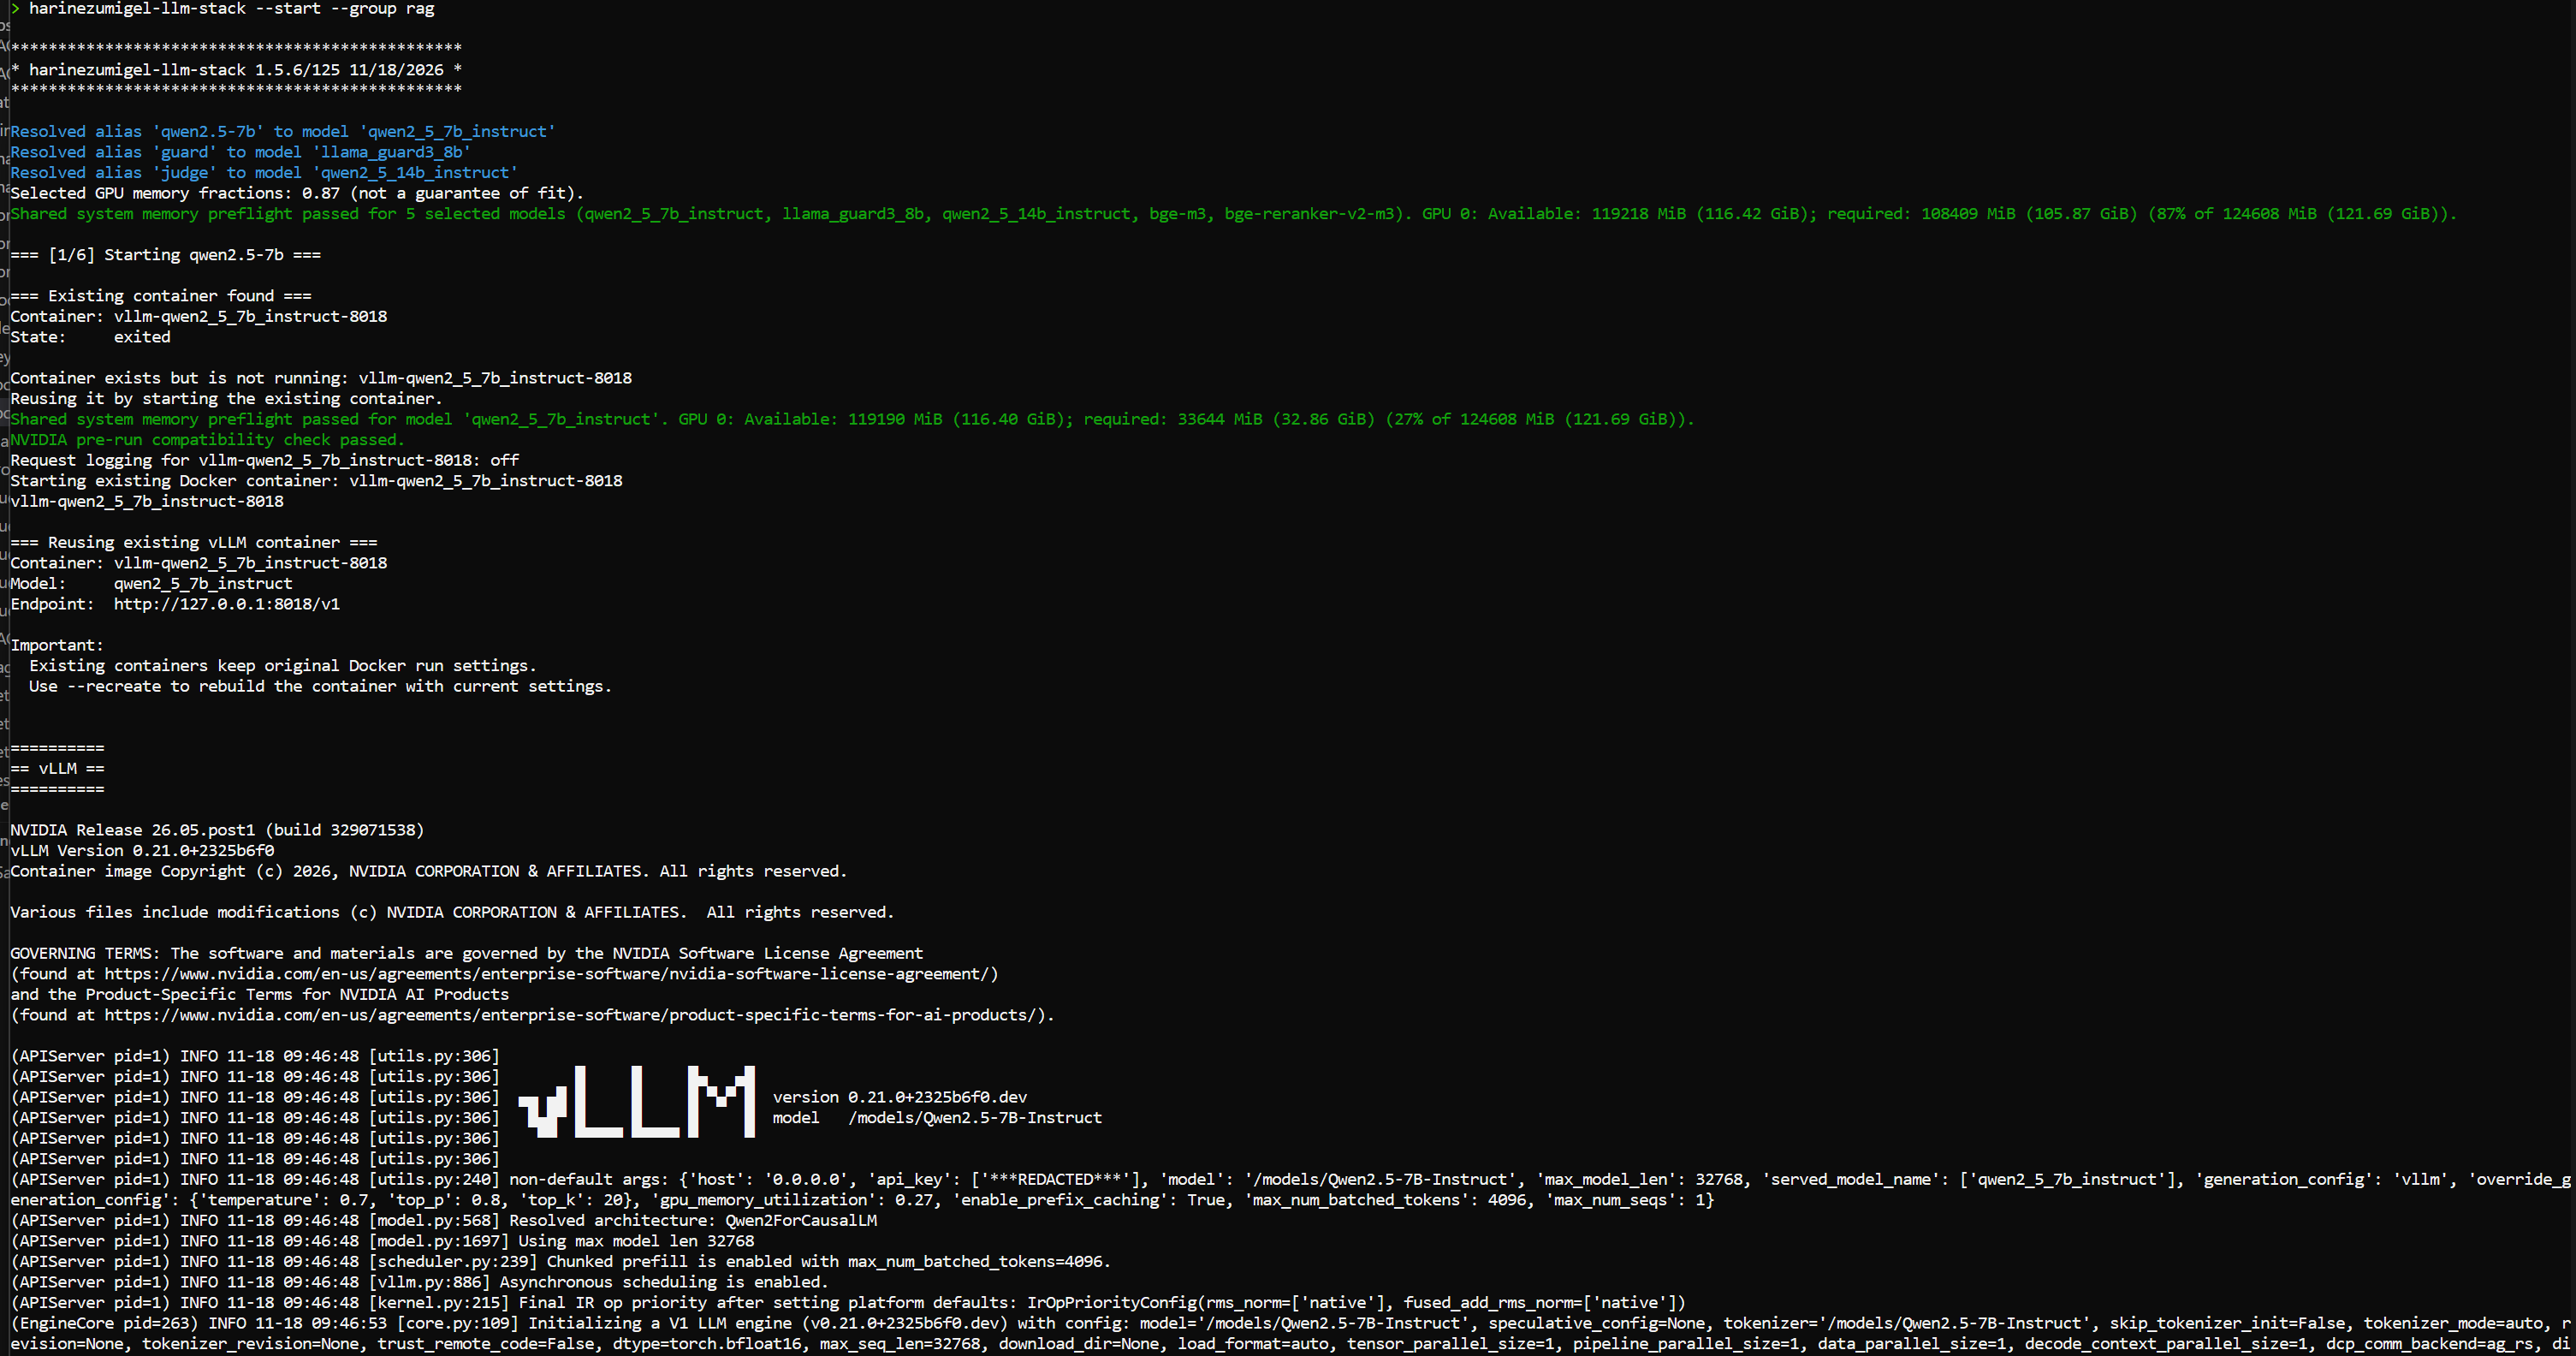 > harinezumigel-llm-stack --start --group rag
************************************************
* harinezumigel-llm-stack 1.5.6/125 11/18/2026 *
************************************************
Resolved alias 'qwen2.5-7b' to model 'qwen2_5_7b_instruct'
Resolved alias 'guard' to model 'llama_guard3_8b'
Resolved alias 'judge' to model 'qwen2_5_14b_instruct'
Selected GPU memory fractions: 0.87 (not a guarantee of fit).
Shared system memory preflight passed for 5 selected models (qwen2_5_7b_instruct, llama_guard3_8b, qwen2_5_14b_instruct, bge-m3, bge-reranker-v2-m3). GPU 0: Available: 119218 MiB (116.42 GiB); required: 108409 MiB (105.87 GiB) (87% of 124608 MiB (121.69 GiB)).
=== [1/6] Starting qwen2.5-7b ===
=== Existing container found ===
Container: vllm-qwen2_5_7b_instruct-8018
State:     exited
Container exists but is not running: vllm-qwen2_5_7b_instruct-8018
Reusing it by starting the existing container.
Shared system memory preflight passed for model 'qwen2_5_7b_instruct'. GPU 0: Available: 119190 MiB (116.40 GiB); required: 33644 MiB (32.86 GiB) (27% of 124608 MiB (121.69 GiB)).
NVIDIA pre-run compatibility check passed.
Request logging for vllm-qwen2_5_7b_instruct-8018: off
Starting existing Docker container: vllm-qwen2_5_7b_instruct-8018
vllm-qwen2_5_7b_instruct-8018
=== Reusing existing vLLM container ===
Container: vllm-qwen2_5_7b_instruct-8018
Model:     qwen2_5_7b_instruct
Endpoint:  http://127.0.0.1:8018/v1
Important:
  Existing containers keep original Docker run settings.
  Use --recreate to rebuild the container with current settings.
==========
== vLLM ==
==========
NVIDIA Release 26.05.post1 (build 329071538)
vLLM Version 0.21.0+2325b6f0
Container image Copyright (c) 2026, NVIDIA CORPORATION & AFFILIATES. All rights reserved.
Various files include modifications (c) NVIDIA CORPORATION & AFFILIATES.  All rights reserved.
GOVERNING TERMS: The software and materials are governed by the NVIDIA Software License Agreement
(found at https://www.nvidia.com/en-us/agreements/enterprise-software/nvidia-software-license-agreement/)
and the Product-Specific Terms for NVIDIA AI Products
(found at https://www.nvidia.com/en-us/agreements/enterprise-software/product-specific-terms-for-ai-products/).
(APIServer pid=1) INFO 11-18 09:46:48 [utils.py:306]
(APIServer pid=1) INFO 11-18 09:46:48 [utils.py:306]
(APIServer pid=1) INFO 11-18 09:46:48 [utils.py:306] vLLM version 0.21.0+2325b6f0.dev
(APIServer pid=1) INFO 11-18 09:46:48 [utils.py:306] model   /models/Qwen2.5-7B-Instruct
(APIServer pid=1) INFO 11-18 09:46:48 [utils.py:306]
(APIServer pid=1) INFO 11-18 09:46:48 [utils.py:306]
(APIServer pid=1) INFO 11-18 09:46:48 [utils.py:240] non-default args: {'host': '0.0.0.0', 'api_key': ['***REDACTED***'], 'model': '/models/Qwen2.5-7B-Instruct', 'max_model_len': 32768, 'served_model_name': ['qwen2_5_7b_instruct'], 'generation_config': 'vllm', 'override_g
eneration_config': {'temperature': 0.7, 'top_p': 0.8, 'top_k': 20}, 'gpu_memory_utilization': 0.27, 'enable_prefix_caching': True, 'max_num_batched_tokens': 4096, 'max_num_seqs': 1}
(APIServer pid=1) INFO 11-18 09:46:48 [model.py:568] Resolved architecture: Qwen2ForCausalLM
(APIServer pid=1) INFO 11-18 09:46:48 [model.py:1697] Using max model len 32768
(APIServer pid=1) INFO 11-18 09:46:48 [scheduler.py:239] Chunked prefill is enabled with max_num_batched_tokens=4096.
(APIServer pid=1) INFO 11-18 09:46:48 [vllm.py:886] Asynchronous scheduling is enabled.
(APIServer pid=1) INFO 11-18 09:46:48 [kernel.py:215] Final IR op priority after setting platform defaults: IrOpPriorityConfig(rms_norm=['native'], fused_add_rms_norm=['native'])
(EngineCore pid=263) INFO 11-18 09:46:53 [core.py:109] Initializing a V1 LLM engine (v0.21.0+2325b6f0.dev) with config: model='/models/Qwen2.5-7B-Instruct', speculative_config=None, tokenizer='/models/Qwen2.5-7B-Instruct', skip_tokenizer_init=False, tokenizer_mode=auto, r
evision=None, tokenizer_revision=None, trust_remote_code=False, dtype=torch.bfloat16, max_seq_len=32768, download_dir=None, load_format=auto, tensor_parallel_size=1, pipeline_parallel_size=1, data_parallel_size=1, decode_context_parallel_size=1, dcp_comm_backend=ag_rs, di